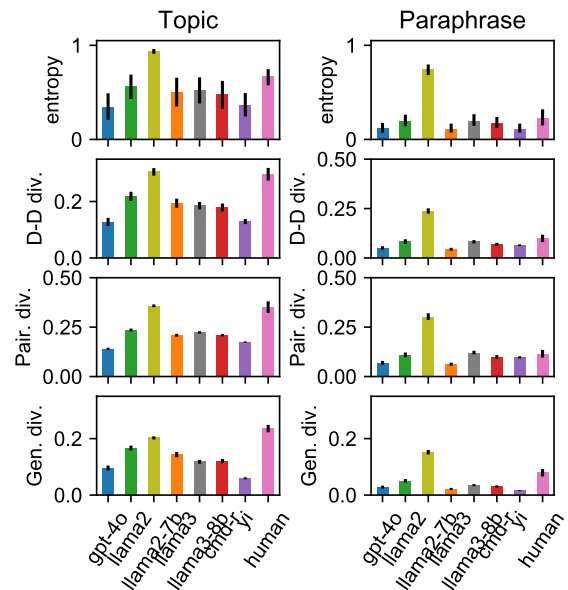 Topic
Paraphrase
entropy
1
0
entropy
1
0
D-D div.
0.2
0.0
D-D div.
0.50
0.25
0.00
Pair. div.
0.50
0.25
0.00
Pair. div.
0.50
0.25
0.00
Gen. div.
0.2
0.0
Gen. div.
0.2
0.0
gpt-4o
llama2
llama2-7b
llama3
llama3-8b
cmd-r
yi
human
gpt-4o
llama2
llama2-7b
llama3
llama3-8b
cmd-r
yi
human